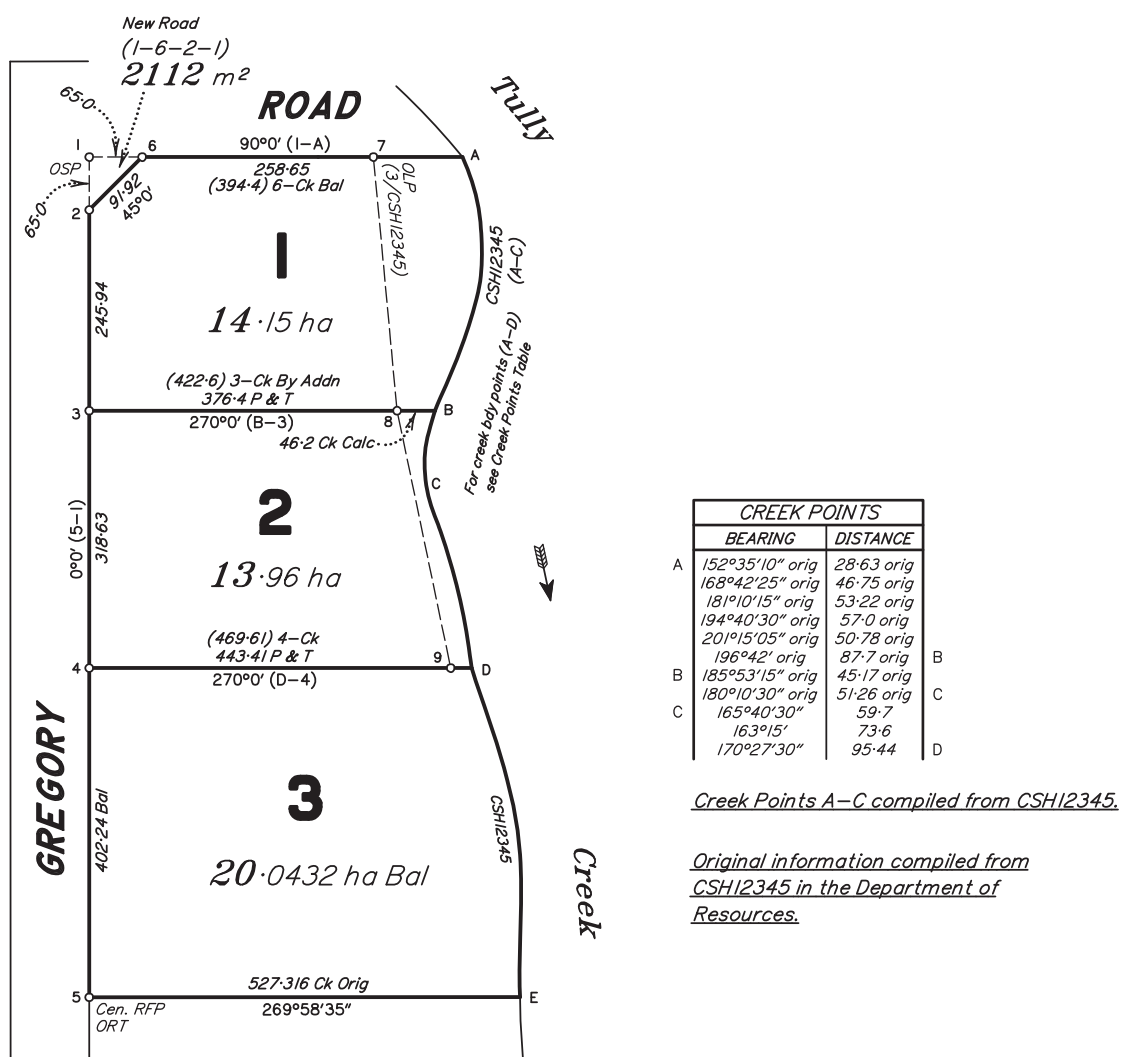 New Road
(1-6-2-1)
2112 m²
65·0
ROAD
Tully
1
6
90°0' (1-A)
7
A
OSP
258·65
(394·4) 6-Ck Bal
OLP
(3/CSH12345)
91·92
45°0'
65·0
2
1
CSH12345
(A-C)
245·94
14·15 ha
For creek bdy points (A-D)
see Creek Points Table
(422·6) 3-Ck By Addn
376·4 P & T
3
270°0' (B-3)
8
B
46·2 Ck Calc
C
2
0°0' (5-1)
318·63
13·96 ha
(469·61) 4-Ck
443·41 P & T
9
4
270°0' (D-4)
D
GREGORY
3
402·24 Bal
CSH12345
20·0432 ha Bal
Creek
527·316 Ck Orig
5
E
Cen. RFP
269°58'35"
ORT
CREEK POINTS
BEARING DISTANCE
A 152°35'10" orig 28·63 orig
168°42'25" orig 46·75 orig
181°10'15" orig 53·22 orig
194°40'30" orig 57·0 orig
201°15'05" orig 50·78 orig
196°42' orig 87·7 orig B
B 185°53'15" orig 45·17 orig
180°10'30" orig 51·26 orig C
C 165°40'30" 59·7
163°15' 73·6
170°27'30" 95·44 D
Creek Points A-C compiled from CSH12345.
Original information compiled from
CSH12345 in the Department of
Resources.